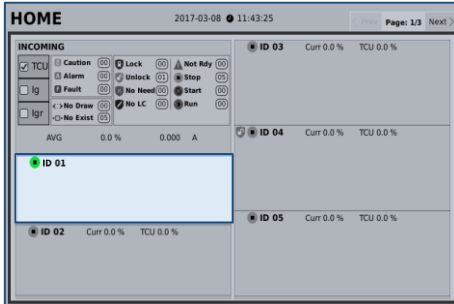 HOME 2017-03-08 11:43:25 < Prev Page: 1/3 Next >
INCOMING
TCU Caution 00 Lock 00 Not Rdy 00
Alarm 00 Unlock 01 Stop 05
Ig Fault 00 No Need 00 Start 00
Igr No Draw 00 No LC 00 Run 00
No Exist 05
AVG 0.0 % 0.000 A
ID 01
ID 02 Curr 0.0 % TCU 0.0 %
ID 03 Curr 0.0 % TCU 0.0 %
ID 04 Curr 0.0 % TCU 0.0 %
ID 05 Curr 0.0 % TCU 0.0 %